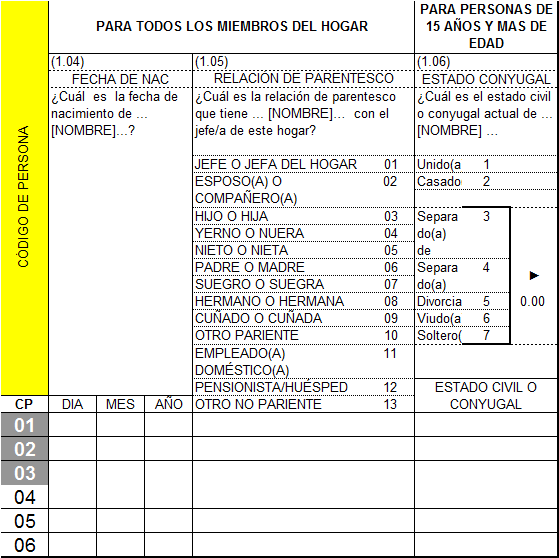 CÓDIGO DE PERSONA
PARA TODOS LOS MIEMBROS DEL HOGAR
PARA PERSONAS DE
15 AÑOS Y MAS DE
EDAD
(1.04)
FECHA DE NAC
¿Cuál es la fecha de
nacimiento de ...
[NOMBRE]...?
(1.05)
RELACIÓN DE PARENTESCO
¿Cuál es la relación de parentesco
que tiene ... [NOMBRE]... con el
jefe/a de este hogar?
JEFE O JEFA DEL HOGAR 01
ESPOSO(A) O 02
COMPAÑERO(A)
HIJO O HIJA 03
YERNO O NUERA 04
NIETO O NIETA 05
PADRE O MADRE 06
SUEGRO O SUEGRA 07
HERMANO O HERMANA 08
CUÑADO O CUÑADA 09
OTRO PARIENTE 10
EMPLEADO(A) 11
DOMÉSTICO(A)
PENSIONISTA/HUÉSPED 12
OTRO NO PARIENTE 13
(1.06)
ESTADO CONYUGAL
¿Cuál es el estado civil
o conyugal actual de ...
[NOMBRE] ...
Unido(a 1
Casado 2
Separa 3
do(a)
de
Separa 4
do(a)
Divorcia 5
Viudo(a 6
Soltero( 7
► 0.00
ESTADO CIVIL O
CONYUGAL
CP DIA MES AÑO
01
02
03
04
05
06